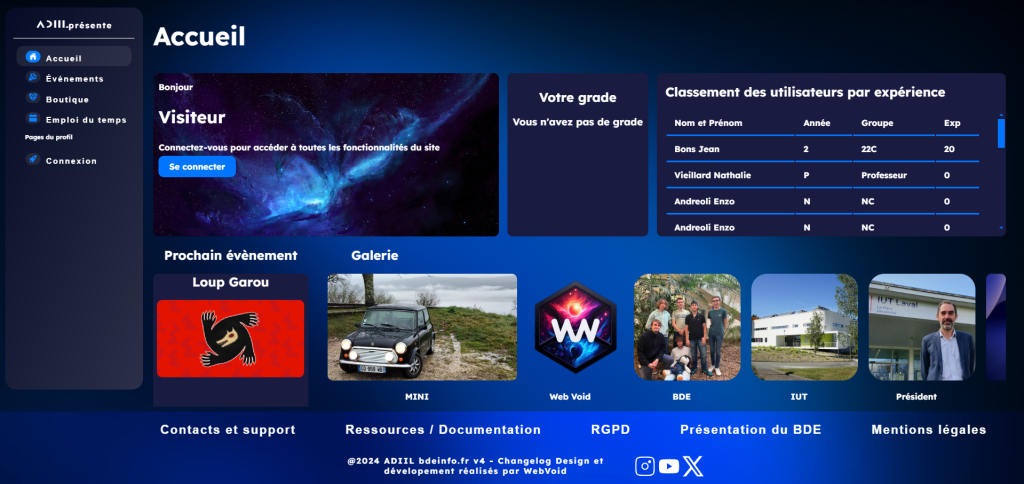 ADIIL.présente
Accueil
Événements
Boutique
Emploi du temps
Pages du profil
Connexion
Accueil
Bonjour
Visiteur
Connectez-vous pour accéder à toutes les fonctionnalités du site
Se connecter
Votre grade
Vous n'avez pas de grade
Classement des utilisateurs par expérience
Nom et Prénom Année Groupe Exp
Bons Jean 2 22C 20
Vieillard Nathalie P Professeur 0
Andreoli Enzo N NC 0
Andreoli Enzo N NC 0
Prochain évènement
Loup Garou
Galerie
W
IUT Laval
MINI
Web Void
BDE
IUT
Président
Contacts et support
Ressources / Documentation
RGPD
Présentation du BDE
Mentions légales
@2024 ADIIL bdeinfo.fr v4 - Changelog Design et
dévelopement réalisés par WebVoid